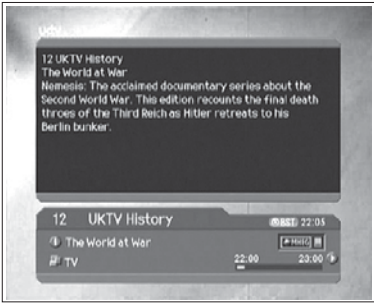 12 UKTV History
The World at War
Nemesis: The acclaimed documentary series about the
Second World War. This edition recounts the final death
throes of the Third Reich as Hitler retreats to his
Berlin bunker.
12 UKTV History
BST 22:05
The World at War
TV
22:00 23:00